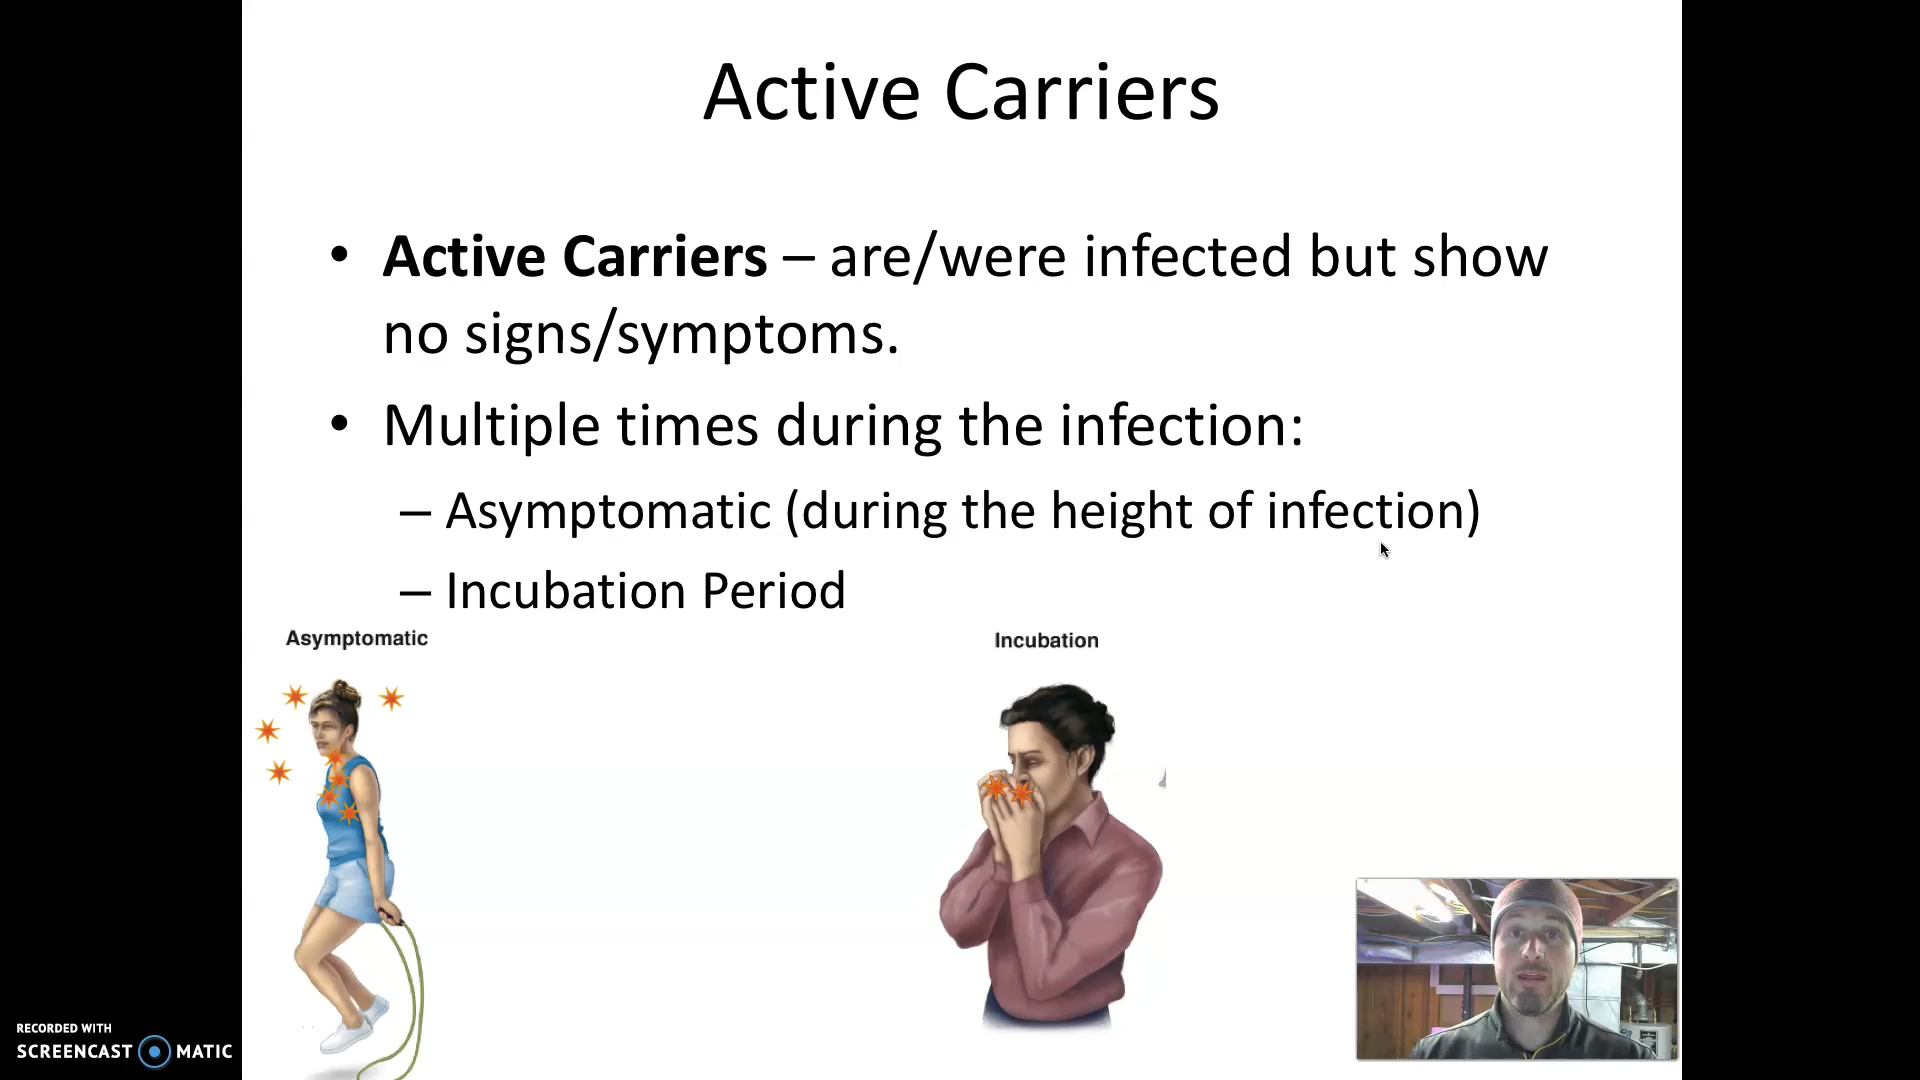 Active Carriers
• Active Carriers – are/were infected but show
no signs/symptoms.
• Multiple times during the infection:
– Asymptomatic (during the height of infection)
– Incubation Period
Asymptomatic
Incubation
RECORDED WITH
SCREENCAST MATIC